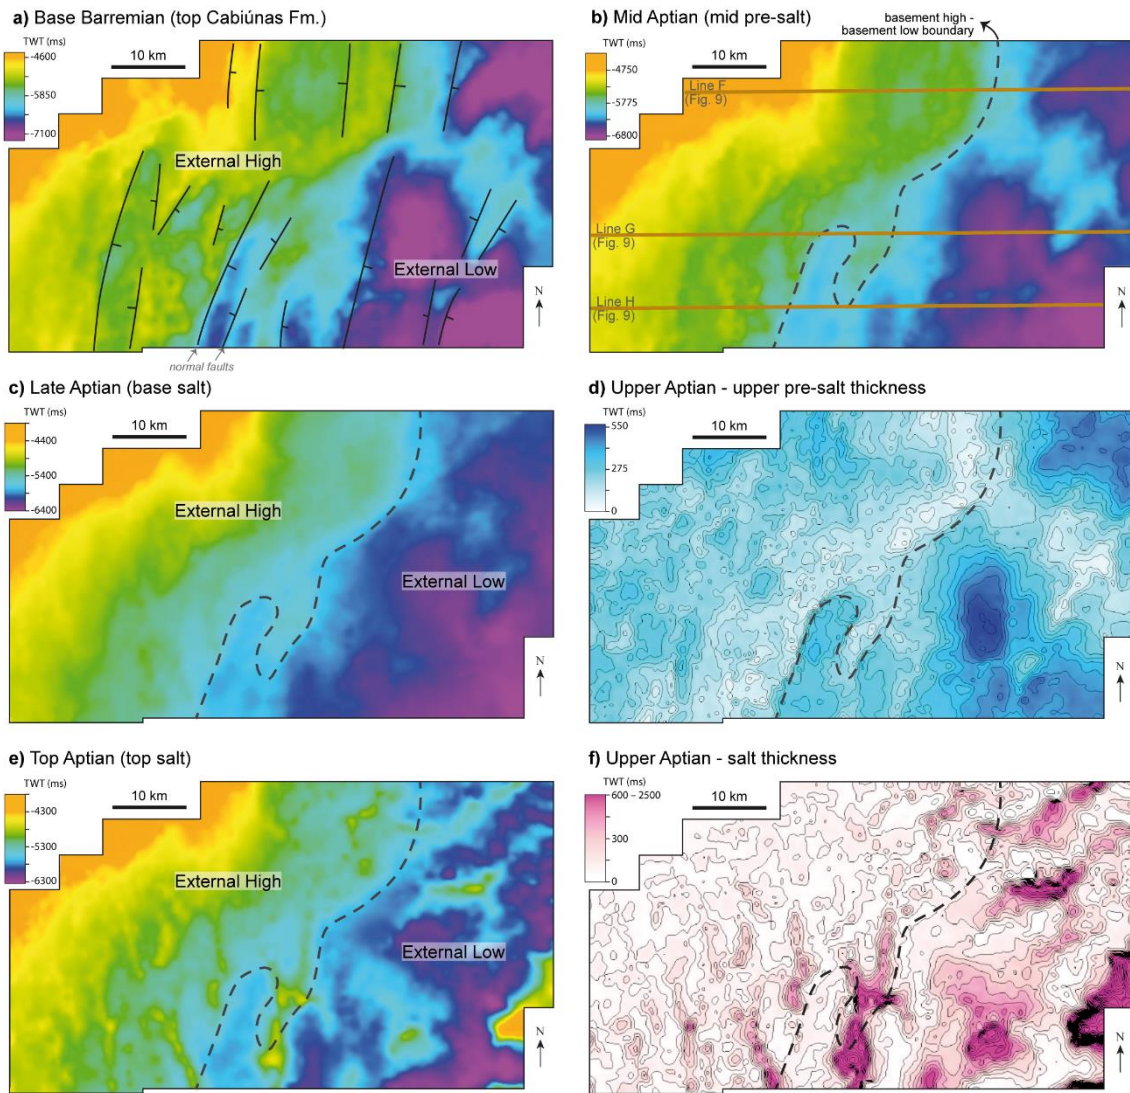 a) Base Barremian (top Cabiúnas Fm.)
TWT (ms)
-4600
-5850
-7100
10 km
External High
External Low
N
normal faults
b) Mid Aptian (mid pre-salt)
basement high -
basement low boundary
TWT (ms)
-4750
-5775
-6800
10 km
Line F
(Fig. 9)
Line G
(Fig. 9)
Line H
(Fig. 9)
N
c) Late Aptian (base salt)
TWT (ms)
-4400
-5400
-6400
10 km
External High
External Low
N
d) Upper Aptian - upper pre-salt thickness
TWT (ms)
550
275
0
10 km
N
e) Top Aptian (top salt)
TWT (ms)
-4300
-5300
-6300
10 km
External High
External Low
N
f) Upper Aptian - salt thickness
TWT (ms)
600 – 2500
300
0
10 km
N